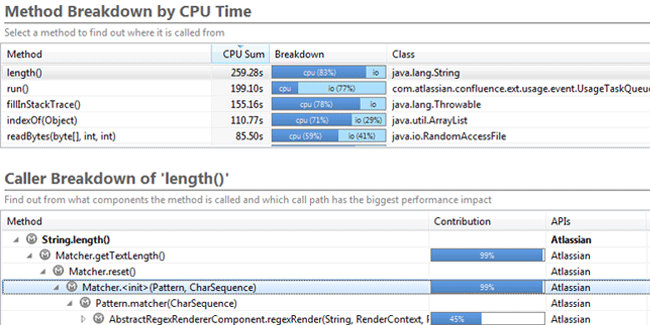 Method Breakdown by CPU Time
Select a method to find out where it is called from
Method CPU Sum Breakdown Class
length() 259.28s cpu (83%) io java.lang.String
run() 199.10s cpu io (77%) com.atlassian.confluence.ext.usage.event.UsageTaskQueue
fillInStackTrace() 155.16s cpu (78%) io java.lang.Throwable
indexOf(Object) 110.77s cpu (71%) io (29%) java.util.ArrayList
readBytes(byte[], int, int) 85.50s cpu (59%) io (41%) java.io.RandomAccessFile
Caller Breakdown of 'length()'
Find out from what components the method is called and which call path has the biggest performance impact
Method Contribution APIs
String.length() Atlassian
Matcher.getTextLength() 99% Atlassian
Matcher.reset() Atlassian
Matcher.<init>(Pattern, CharSequence) 99% Atlassian
Pattern.matcher(CharSequence) Atlassian
AbstractRegexRendererComponent.regexRender(String, RenderContext, 45% Atlassian